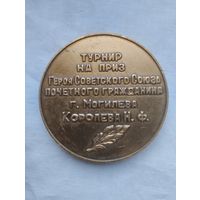 ТУРНИР
НА ПРИЗ
ГЕРОЯ СОВЕТСКОГО СОЮЗА
ПОЧЕТНОГО ГРАЖДАНИНА
г. МОГИЛЕВА
КОРОЛЕВА Н. Ф.